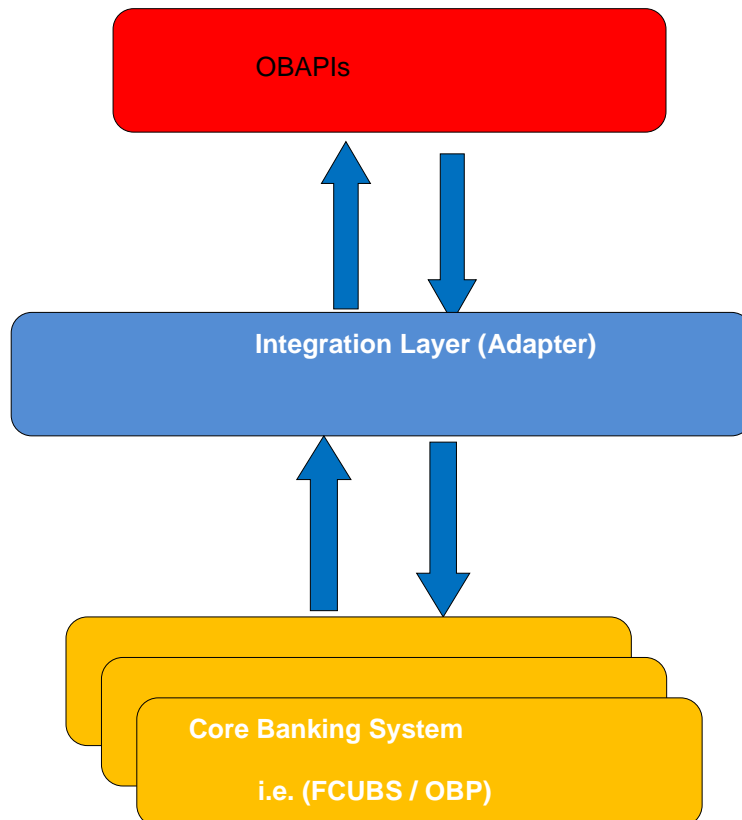 OBAPIs
Integration Layer (Adapter)
Core Banking System
i.e. (FCUBS / OBP)